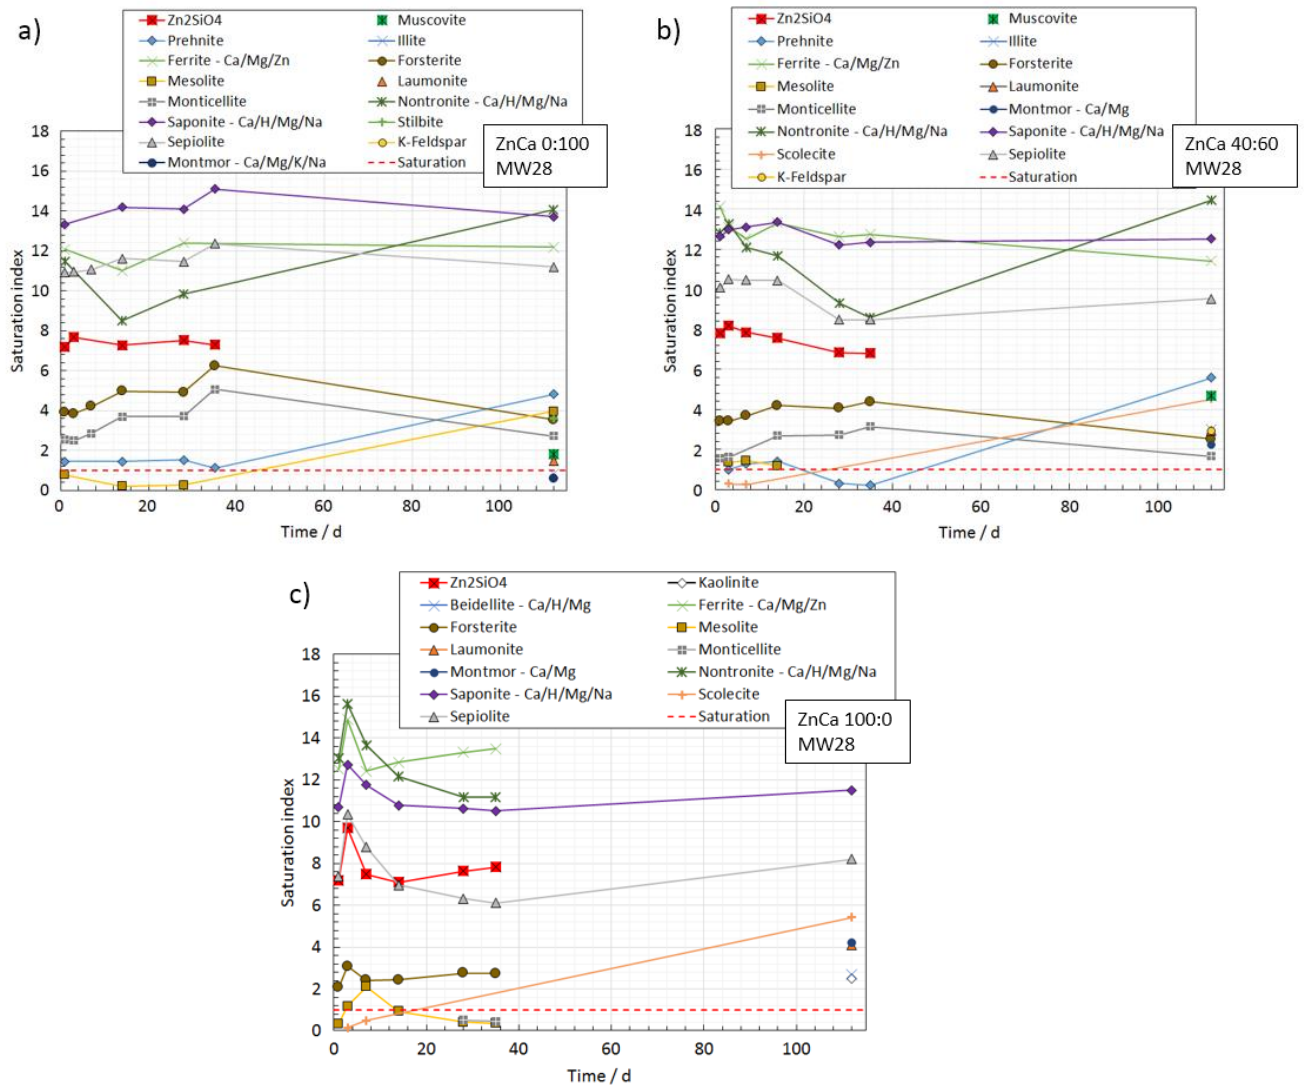 a)
Zn2SiO4 Muscovite
Prehnite Illite
Ferrite - Ca/Mg/Zn Forsterite
Mesolite Laumonite
Monticellite Nontronite - Ca/H/Mg/Na
Saponite - Ca/H/Mg/Na Stilbite
Sepiolite K-Feldspar
Montmor - Ca/Mg/K/Na Saturation
ZnCa 0:100
MW28
Saturation index
18
16
14
12
10
8
6
4
2
0
0 20 40 60 80 100
Time / d
b)
Zn2SiO4 Muscovite
Prehnite Illite
Ferrite - Ca/Mg/Zn Forsterite
Mesolite Laumonite
Monticellite Montmor - Ca/Mg
Nontronite - Ca/H/Mg/Na Saponite - Ca/H/Mg/Na
Scolecite Sepiolite
K-Feldspar Saturation
ZnCa 40:60
MW28
Saturation index
18
16
14
12
10
8
6
4
2
0
0 20 40 60 80 100
Time / d
c)
Zn2SiO4 Kaolinite
Beidellite - Ca/H/Mg Ferrite - Ca/Mg/Zn
Forsterite Mesolite
Laumonite Monticellite
Montmor - Ca/Mg Nontronite - Ca/H/Mg/Na
Saponite - Ca/H/Mg/Na Scolecite
Sepiolite Saturation
ZnCa 100:0
MW28
Saturation index
18
16
14
12
10
8
6
4
2
0
0 20 40 60 80 100
Time / d